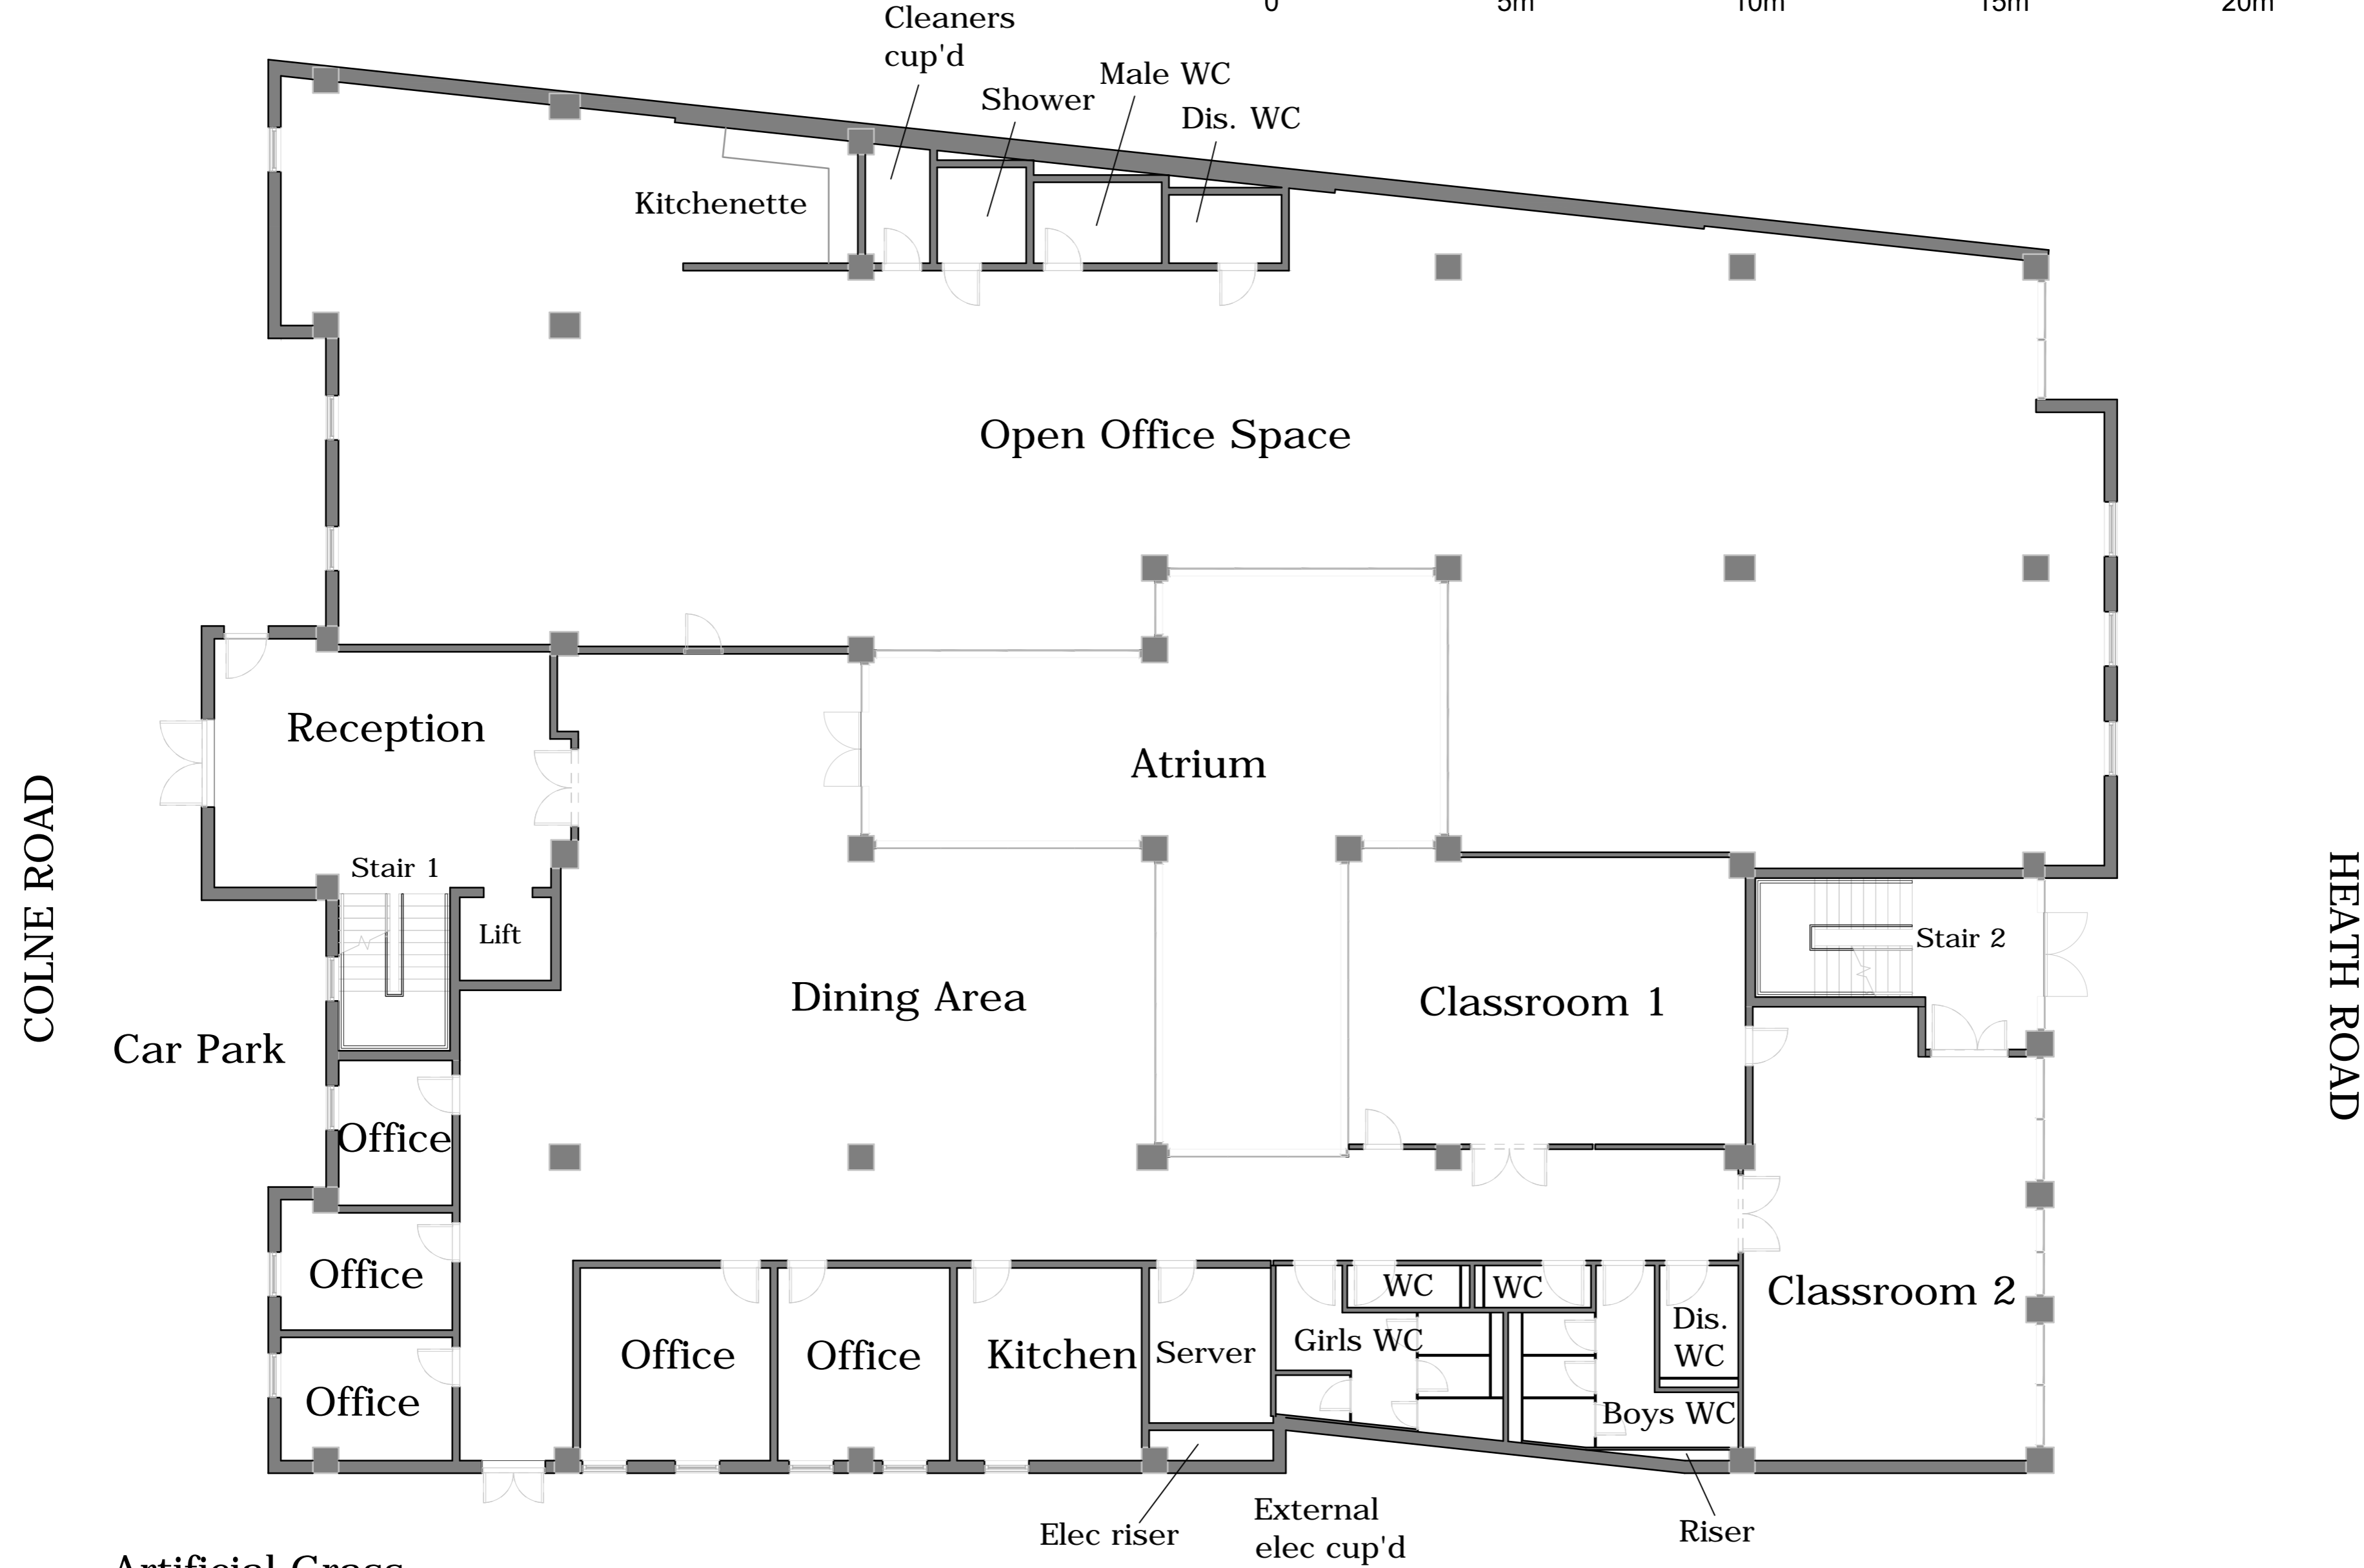 0 5m 10m 15m 20m
Cleaners
cup'd
Male WC
Shower
Dis. WC
Kitchenette
Open Office Space
Reception
Atrium
COLNE ROAD
HEATH ROAD
Stair 1
Lift
Stair 2
Dining Area
Classroom 1
Car Park
Office
Office
Office
Office
Office
Kitchen
Server
Girls WC
WC
WC
Dis.
WC
Boys WC
Classroom 2
Elec riser
External
elec cup'd
Riser
Artificial Grass